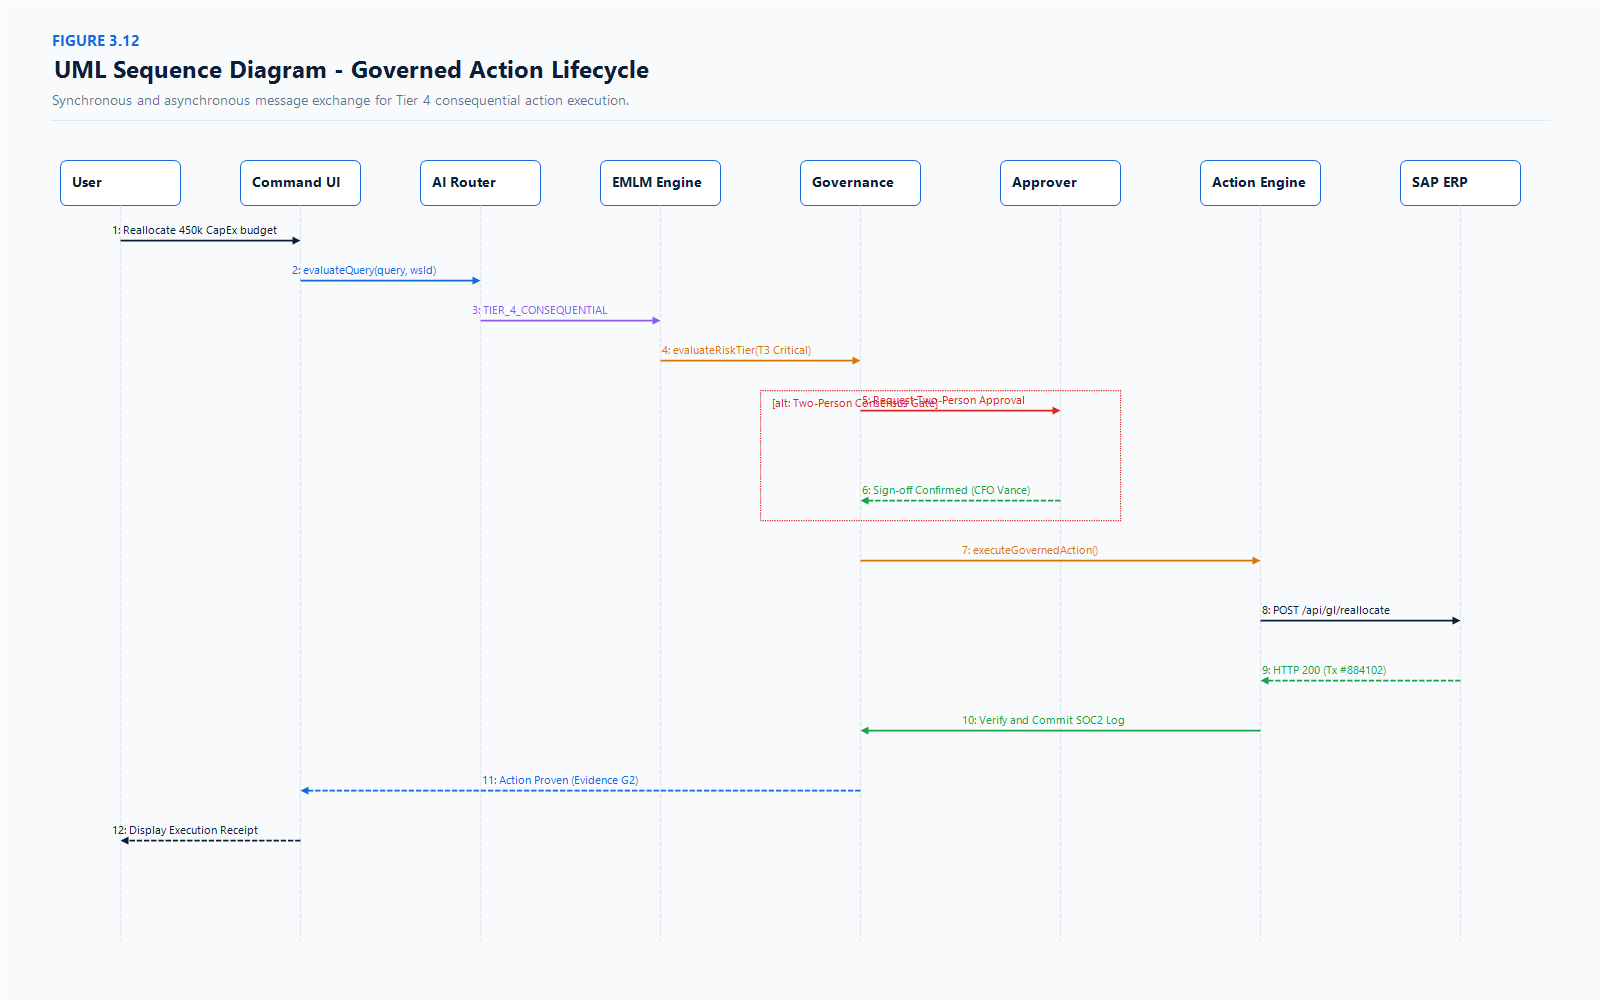 FIGURE 3.12
UML Sequence Diagram - Governed Action Lifecycle
Synchronous and asynchronous message exchange for Tier 4 consequential action execution.
User
Command UI
AI Router
EMLM Engine
Governance
Approver
Action Engine
SAP ERP
1: Reallocate 450k CapEx budget
2: evaluateQuery(query, wsId)
3: TIER_4_CONSEQUENTIAL
4: evaluateRiskTier(T3 Critical)
5: Request Two-Person Approval
[alt: Two-Person Consensus Gate]
6: Sign-off Confirmed (CFO Vance)
7: executeGovernedAction()
8: POST /api/gl/reallocate
9: HTTP 200 (Tx #884102)
10: Verify and Commit SOC2 Log
11: Action Proven (Evidence G2)
12: Display Execution Receipt